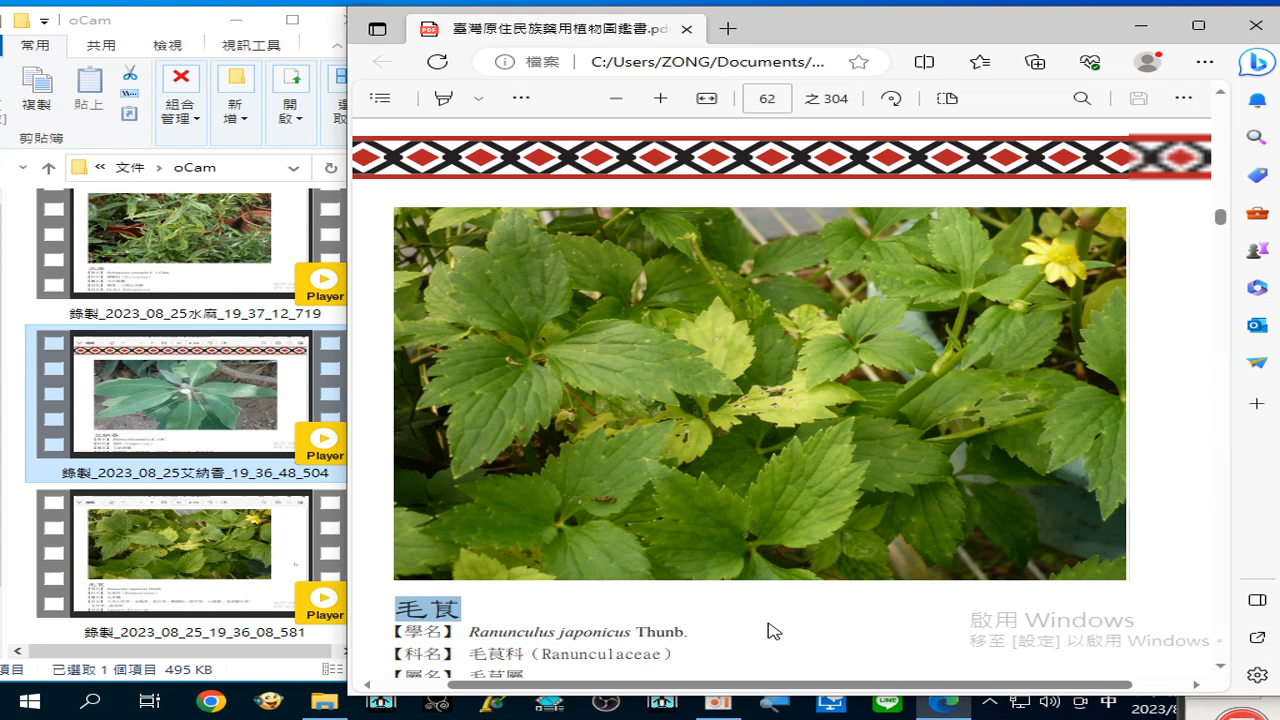 oCam
常用 共用 檢視 視訊工具
複製 貼上 組合管理 新增 開啟
剪貼簿
文件 oCam
Player
錄製_2023_08_25水麻_19_37_12_719
Player
錄製_2023_08_25艾納香_19_36_48_504
Player
錄製_2023_08_25_19_36_08_581
項目 已選取 1 個項目 495 KB
臺灣原住民族藥用植物圖鑑書.pd
檔案 C:/Users/ZONG/Documents/...
62 之 304
毛茛
【學名】 Ranunculus japonicus Thunb.
【科名】 毛茛科（Ranunculaceae）
【屬名】 毛茛屬
啟用 Windows
移至 [設定] 以啟用 Windows。
中
2023/8